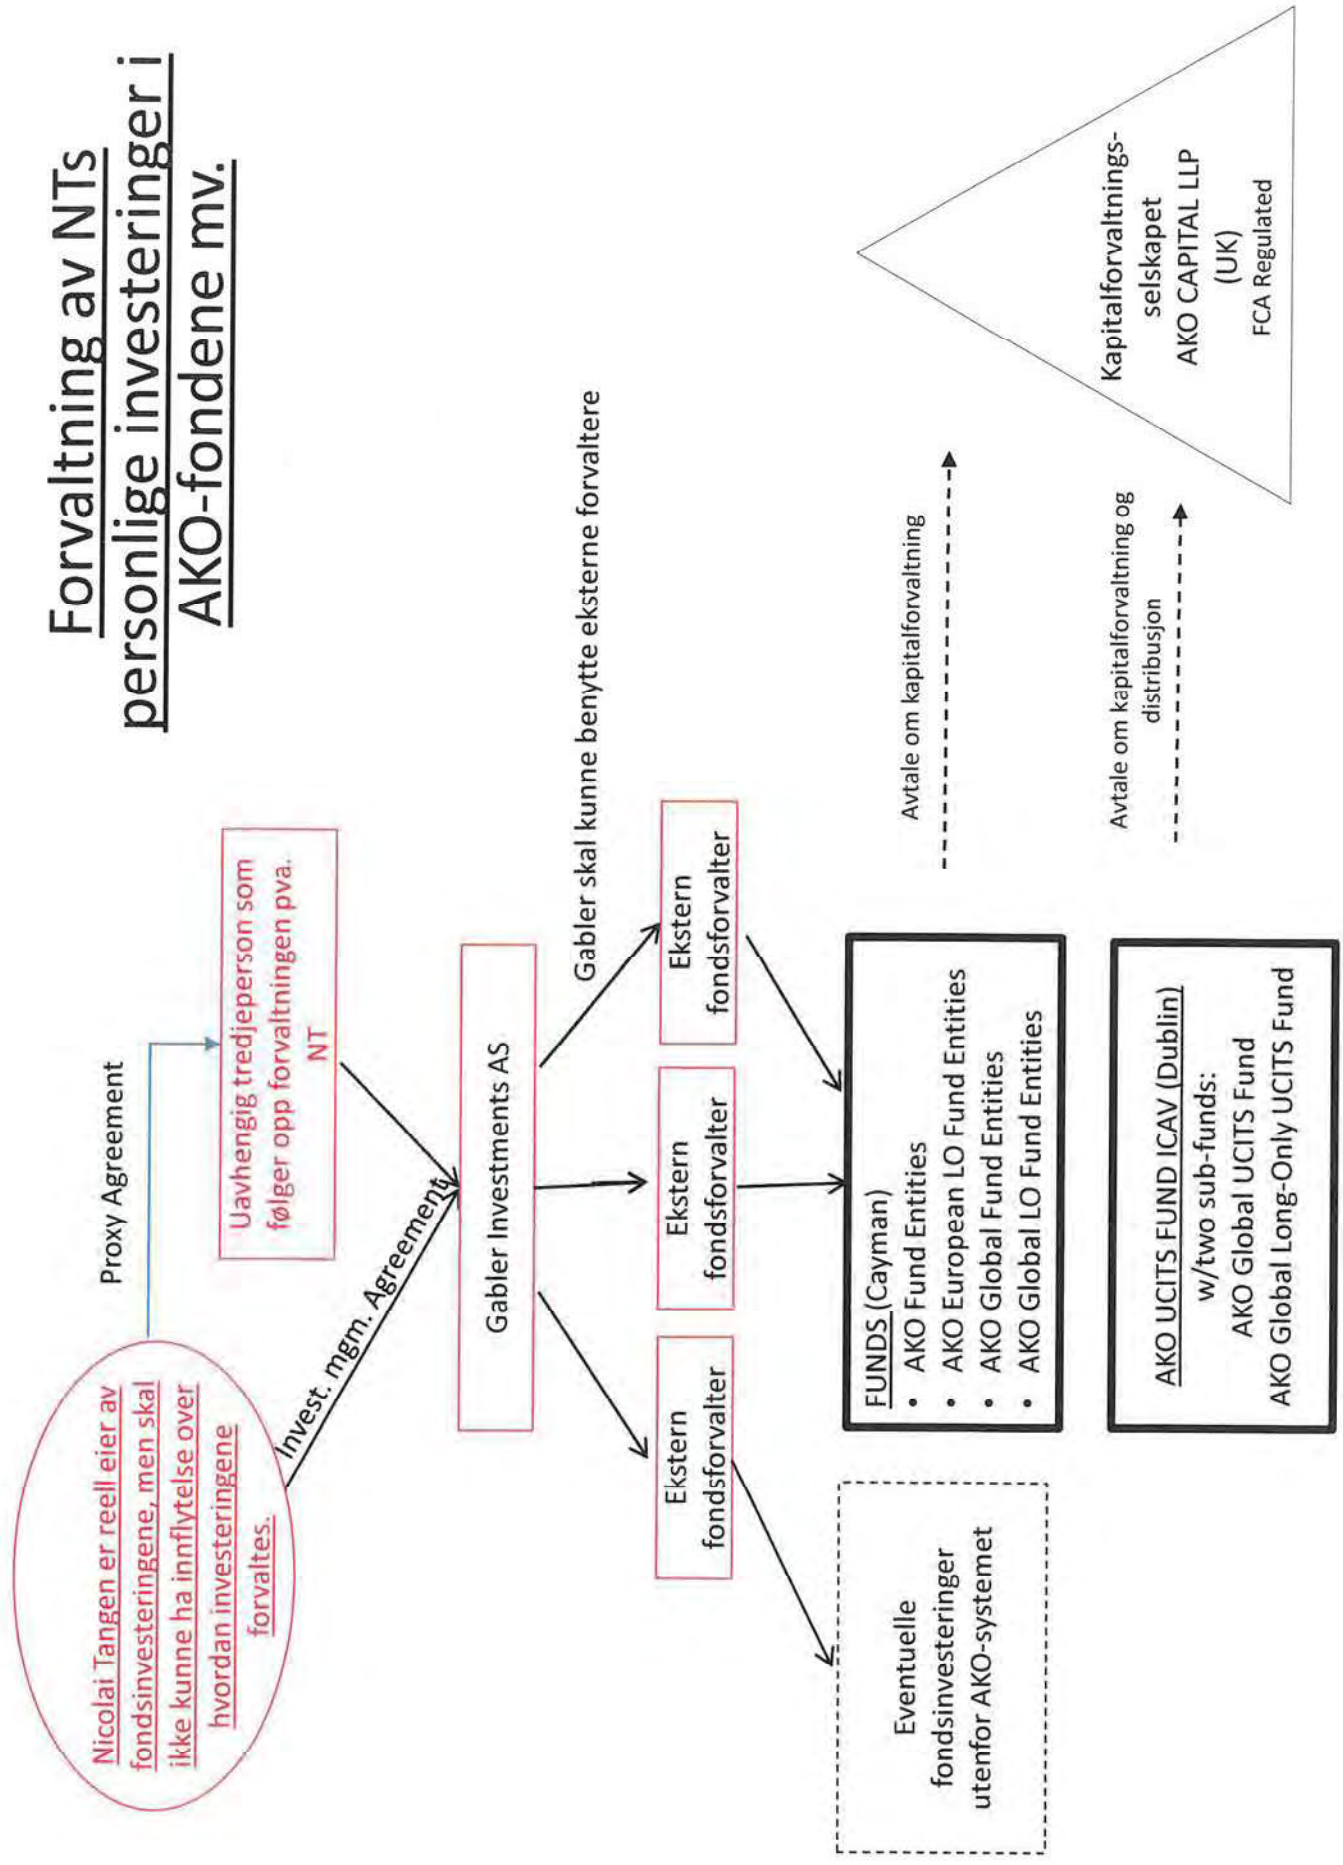 Forvaltning av NTs
personlige investeringer i
AKO-fondene mv.
Nicolai Tangen er reell eier av
fondsinvesteringene, men skal
ikke kunne ha innflytelse over
hvordan investeringene
forvaltes.
Proxy Agreement
Uavhengig tredjeperson som
følger opp forvaltningen pva.
NT
Invest. mgm. Agreement
Gabler Investments AS
Gabler skal kunne benytte eksterne forvaltere
Ekstern
fondsforvalter
Ekstern
fondsforvalter
Ekstern
fondsforvalter
Eventuelle
fondsinvesteringer
utenfor AKO-systemet
FUNDS (Cayman)
• AKO Fund Entities
• AKO European LO Fund Entities
• AKO Global Fund Entities
• AKO Global LO Fund Entities
Avtale om kapitalforvaltning
AKO UCITS FUND ICAV (Dublin)
w/two sub-funds:
AKO Global UCITS Fund
AKO Global Long-Only UCITS Fund
Avtale om kapitalforvaltning og
distribusjon
Kapitalforvaltnings-
selskapet
AKO CAPITAL LLP
(UK)
FCA Regulated